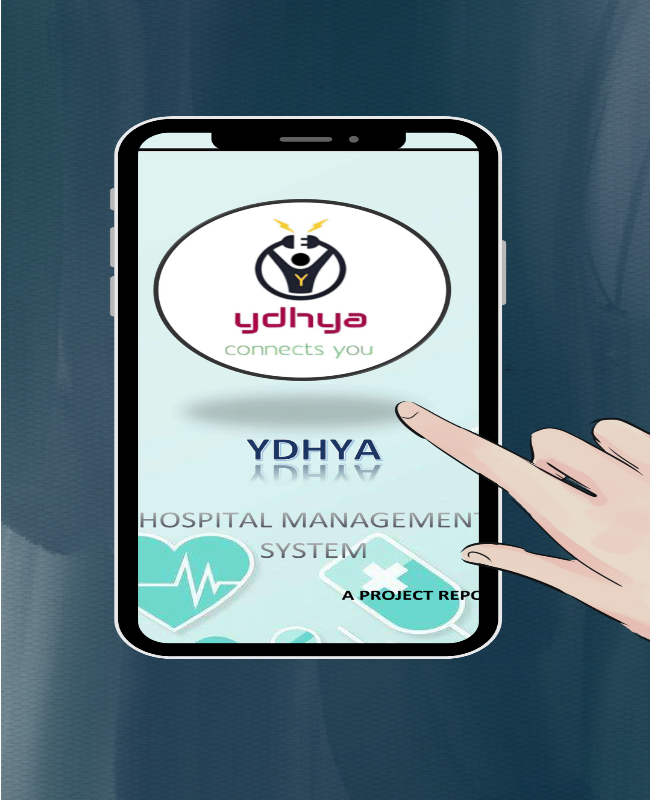 Y
ydhya
connects you
YDHYA
HOSPITAL MANAGEMENT
SYSTEM
A PROJECT REPO